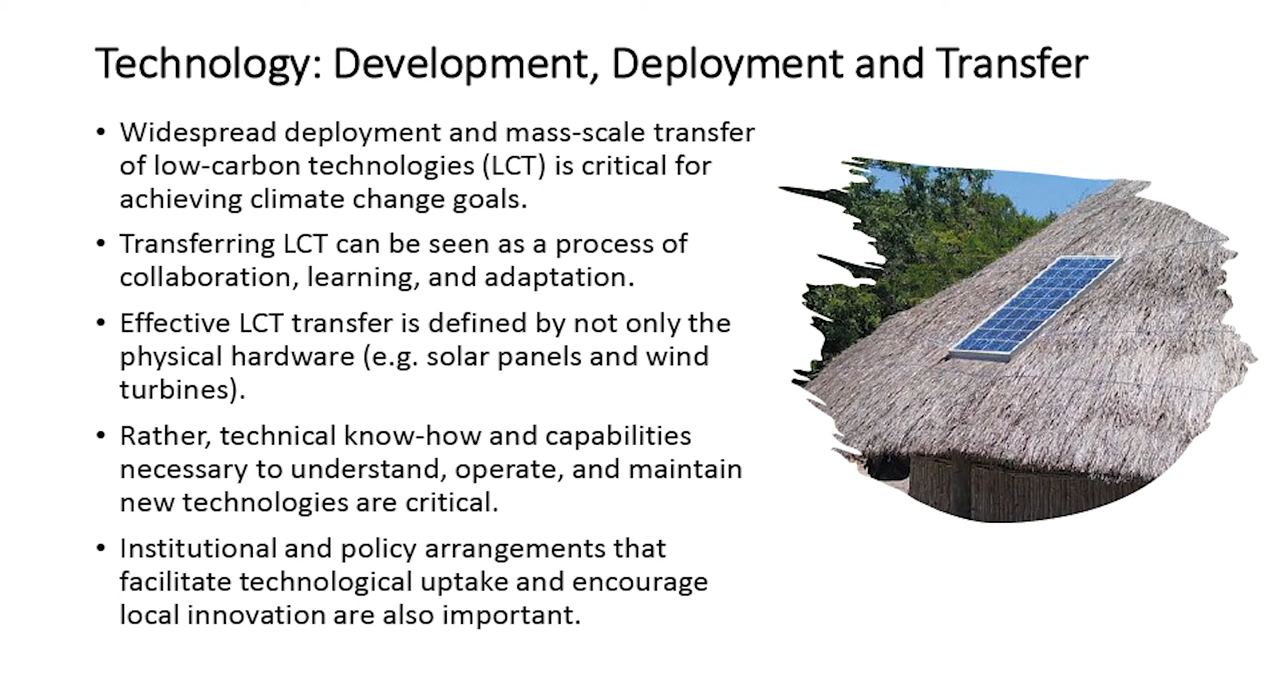 Technology: Development, Deployment and Transfer
• Widespread deployment and mass-scale transfer
of low-carbon technologies (LCT) is critical for
achieving climate change goals.
• Transferring LCT can be seen as a process of
collaboration, learning, and adaptation.
• Effective LCT transfer is defined by not only the
physical hardware (e.g. solar panels and wind
turbines).
• Rather, technical know-how and capabilities
necessary to understand, operate, and maintain
new technologies are critical.
• Institutional and policy arrangements that
facilitate technological uptake and encourage
local innovation are also important.